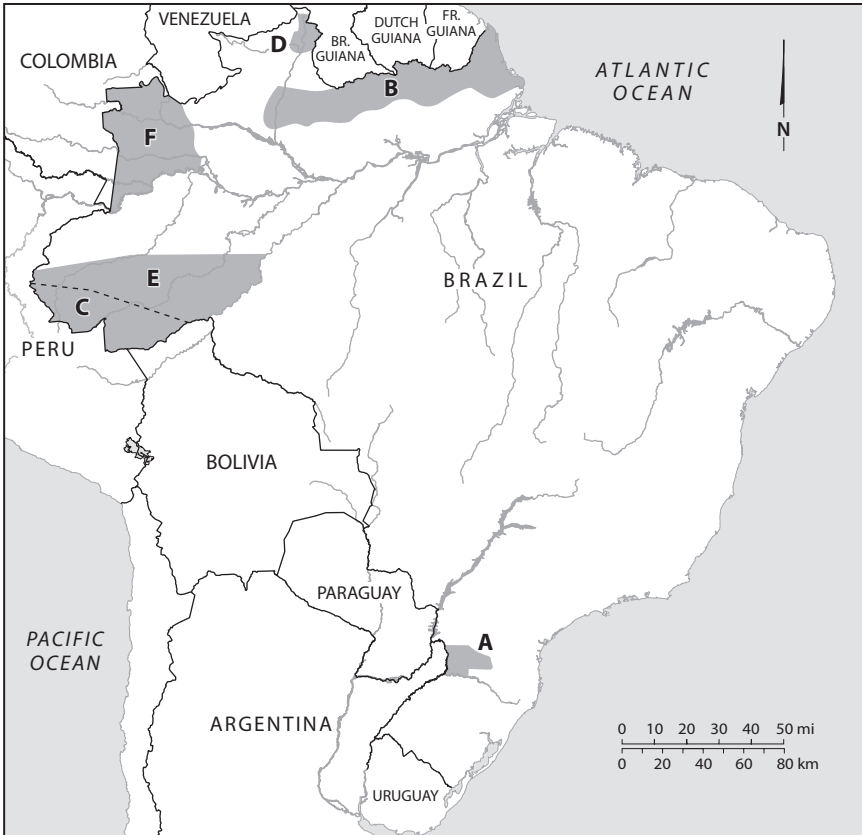 VENEZUELA
DUTCH
GUIANA
FR.
GUIANA
BR.
GUIANA
D
COLOMBIA
B
ATLANTIC
OCEAN
N
F
E
C
BRAZIL
PERU
BOLIVIA
PARAGUAY
A
PACIFIC
OCEAN
ARGENTINA
URUGUAY
0 10 20 30 40 50 mi
0 20 40 60 80 km